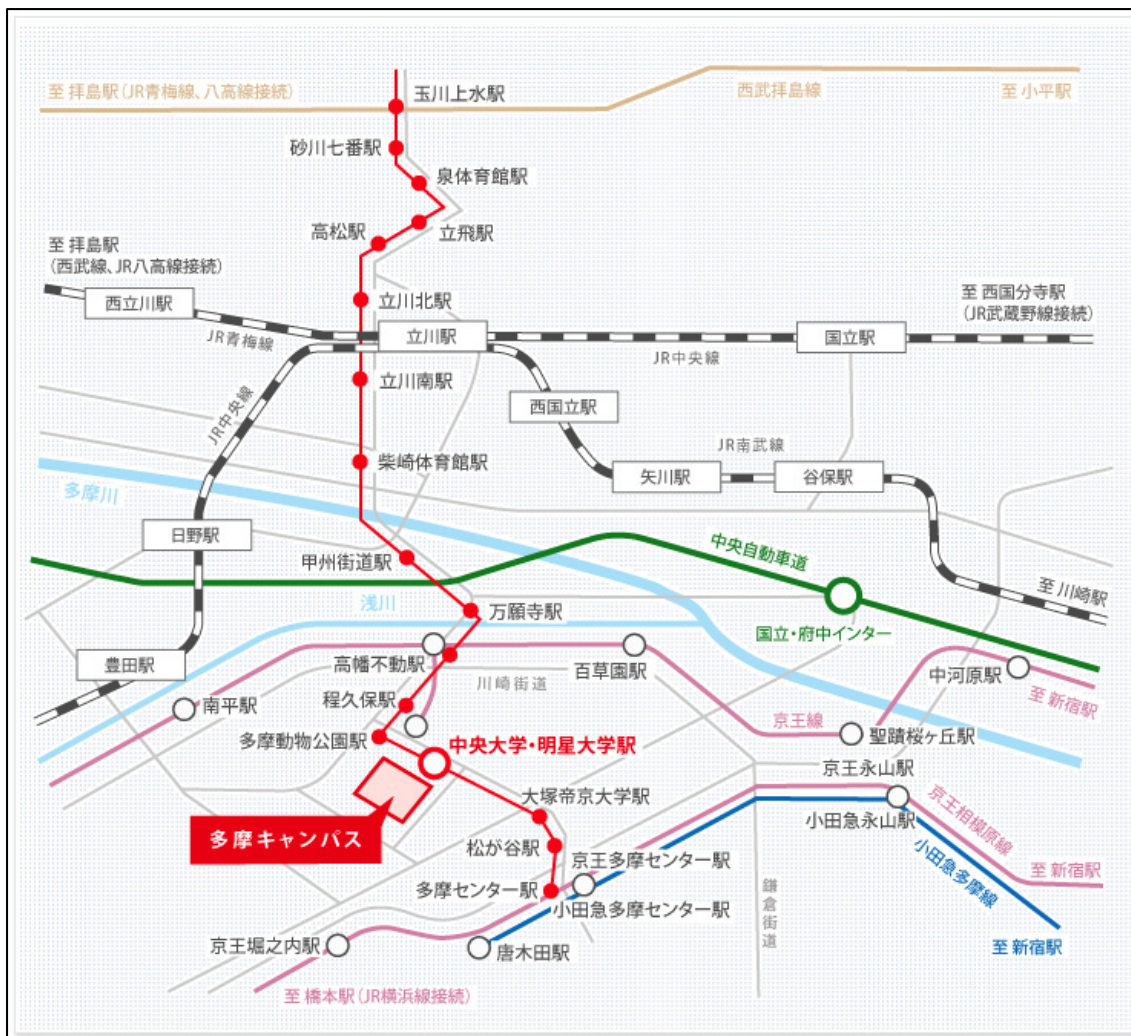 至 拝島駅(JR青梅線、八高線接続)
西武拝島線
至 小平駅
玉川上水駅
砂川七番駅
泉体育館駅
高松駅
立飛駅
至 拝島駅
(西武線、JR八高線接続)
西立川駅
立川北駅
至 西国分寺駅
(JR武蔵野線接続)
JR青梅線
立川駅
国立駅
JR中央線
立川南駅
JR中央線
西国立駅
柴崎体育館駅
JR南武線
矢川駅
谷保駅
多摩川
日野駅
甲州街道駅
中央自動車道
至 川崎駅
浅川
万願寺駅
国立・府中インター
豊田駅
高幡不動駅
川崎街道
百草園駅
中河原駅
至 新宿駅
南平駅
程久保駅
京王線
聖蹟桜ヶ丘駅
多摩動物公園駅
中央大学・明星大学駅
京王永山駅
大塚帝京大学駅
小田急永山駅
京王相模原線
多摩キャンパス
松が谷駅
京王多摩センター駅
小田急多摩線
至 新宿駅
多摩センター駅
小田急多摩センター駅
鎌倉街道
京王堀之内駅
唐木田駅
至 新宿駅
至 橋本駅(JR横浜線接続)